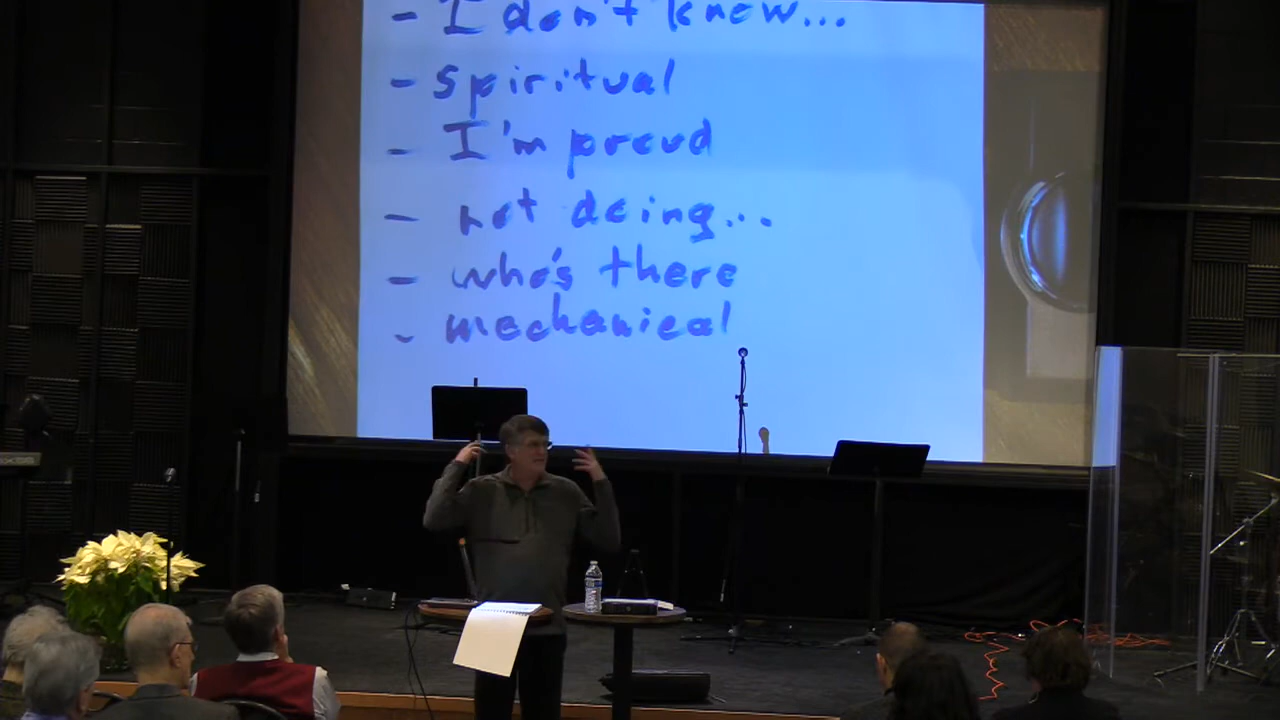 - I don't know...
- spiritual
- I'm proud
- not doing...
- who's there
- mechanical